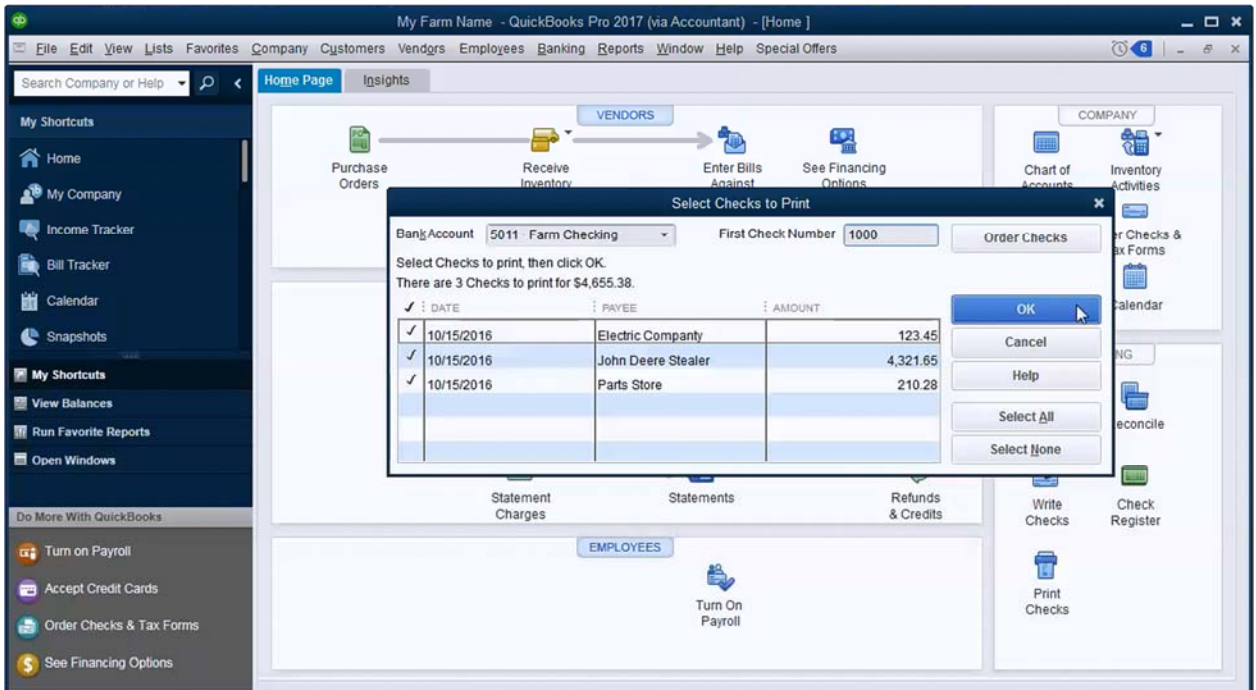 qb
My Farm Name - QuickBooks Pro 2017 (via Accountant) - [Home ]
File Edit View Lists Favorites Company Customers Vendors Employees Banking Reports Window Help Special Offers
6
Search Company or Help
Home Page
Insights
My Shortcuts
Home
My Company
Income Tracker
Bill Tracker
Calendar
Snapshots
My Shortcuts
View Balances
Run Favorite Reports
Open Windows
Do More With QuickBooks
Turn on Payroll
Accept Credit Cards
Order Checks & Tax Forms
See Financing Options
VENDORS
Purchase
Orders
Receive
Inventory
Enter Bills
Against
See Financing
Options
COMPANY
Chart of
Accounts
Inventory
Activities
r Checks &
ax Forms
Calendar
Select Checks to Print
Bank Account 5011 · Farm Checking First Check Number 1000 Order Checks
Select Checks to print, then click OK.
There are 3 Checks to print for $4,655.38.
✓ DATE PAYEE AMOUNT
✓ 10/15/2016 Electric Companty 123.45
✓ 10/15/2016 John Deere Stealer 4,321.65
✓ 10/15/2016 Parts Store 210.28
OK
Cancel
Help
Select All
Select None
NG
econcile
Statement
Charges
Statements
Refunds
& Credits
Write
Checks
Check
Register
Print
Checks
EMPLOYEES
Turn On
Payroll